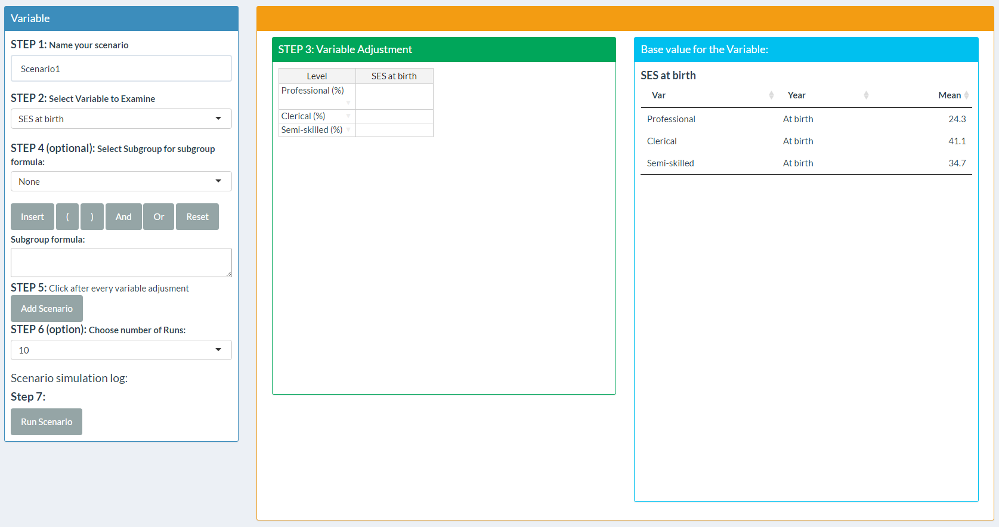 Variable
STEP 1: Name your scenario
Scenario1
STEP 2: Select Variable to Examine
SES at birth
STEP 4 (optional): Select Subgroup for subgroup
formula:
None
Insert ( ) And Or Reset
Subgroup formula:
STEP 5: Click after every variable adjusment
Add Scenario
STEP 6 (option): Choose number of Runs:
10
Scenario simulation log:
Step 7:
Run Scenario
STEP 3: Variable Adjustment
Level SES at birth
Professional (%)
Clerical (%)
Semi-skilled (%)
Base value for the Variable:
SES at birth
Var Year Mean
Professional At birth 24.3
Clerical At birth 41.1
Semi-skilled At birth 34.7